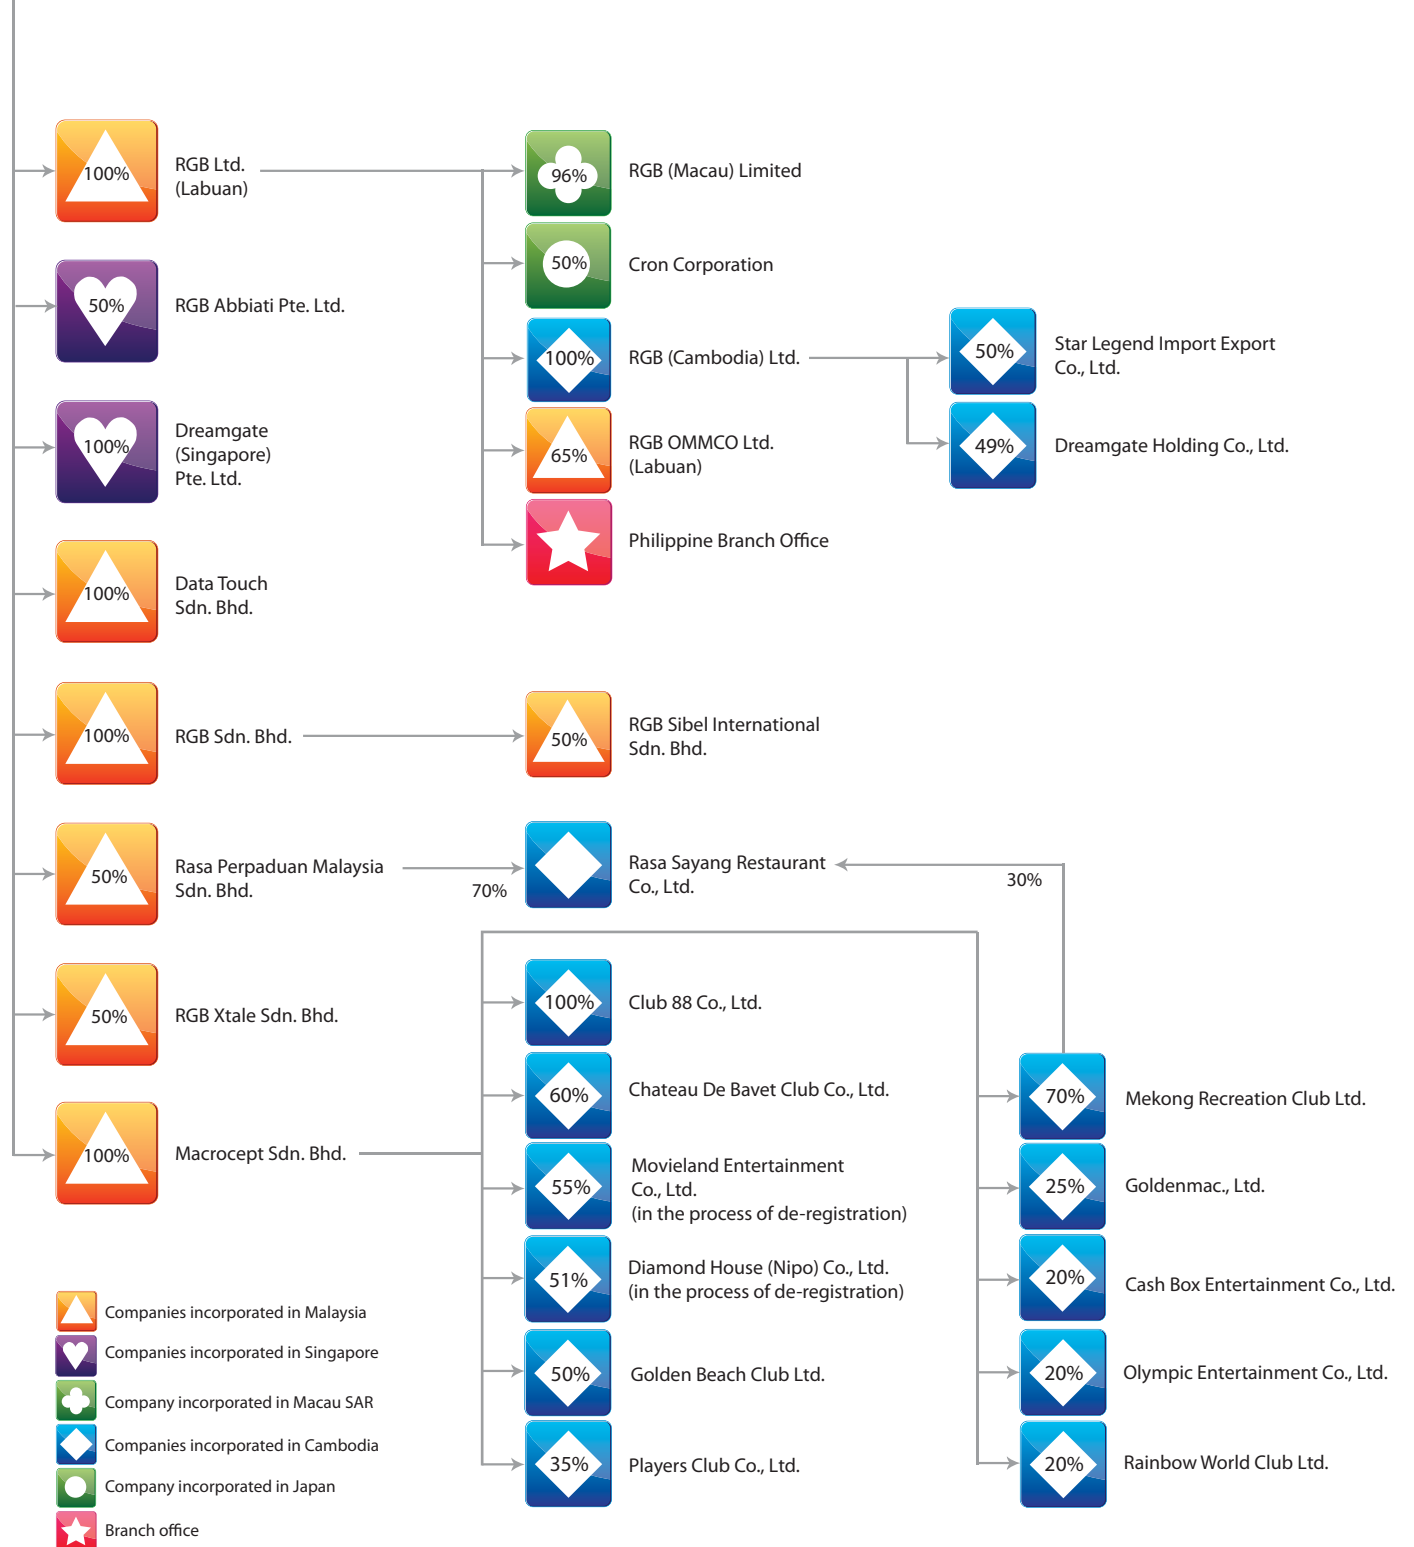 100%
RGB Ltd.
(Labuan)
50%
RGB Abbiati Pte. Ltd.
100%
Dreamgate
(Singapore)
Pte. Ltd.
100%
Data Touch
Sdn. Bhd.
100%
RGB Sdn. Bhd.
50%
Rasa Perpaduan Malaysia
Sdn. Bhd.
70%
50%
RGB Xtale Sdn. Bhd.
100%
Macrocept Sdn. Bhd.
96%
RGB (Macau) Limited
50%
Cron Corporation
100%
RGB (Cambodia) Ltd.
65%
RGB OMMCO Ltd.
(Labuan)
Philippine Branch Office
50%
Star Legend Import Export
Co., Ltd.
49%
Dreamgate Holding Co., Ltd.
50%
RGB Sibel International
Sdn. Bhd.
Rasa Sayang Restaurant
Co., Ltd.
30%
100%
Club 88 Co., Ltd.
60%
Chateau De Bavet Club Co., Ltd.
55%
Movieland Entertainment
Co., Ltd.
(in the process of de-registration)
51%
Diamond House (Nipo) Co., Ltd.
(in the process of de-registration)
50%
Golden Beach Club Ltd.
35%
Players Club Co., Ltd.
70%
Mekong Recreation Club Ltd.
25%
Goldenmac., Ltd.
20%
Cash Box Entertainment Co., Ltd.
20%
Olympic Entertainment Co., Ltd.
20%
Rainbow World Club Ltd.
Companies incorporated in Malaysia
Companies incorporated in Singapore
Company incorporated in Macau SAR
Companies incorporated in Cambodia
Company incorporated in Japan
Branch office